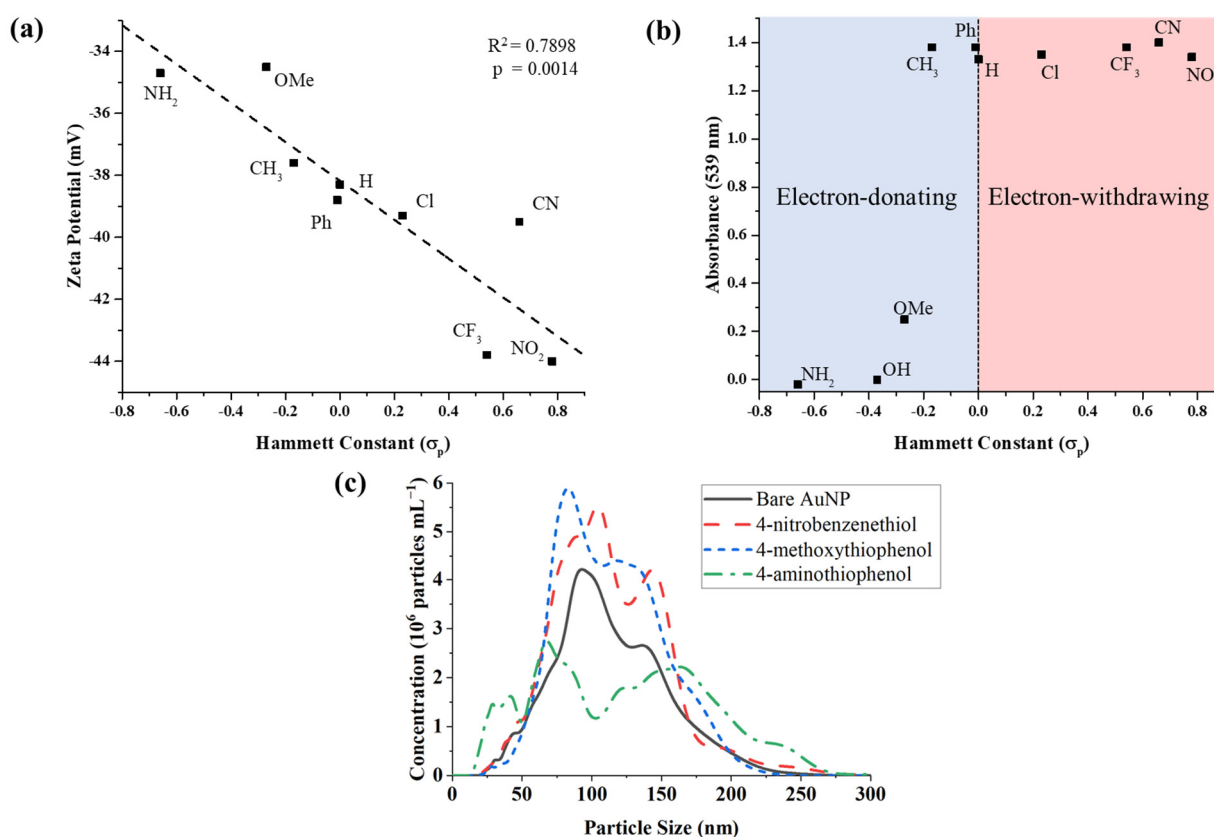 (a)
R² = 0.7898
p = 0.0014
-34
-36
-38
-40
-42
-44
Zeta Potential (mV)
NH₂
OMe
CH₃
H
Ph
Cl
CN
CF₃
NO₂
-0.8 -0.6 -0.4 -0.2 0.0 0.2 0.4 0.6 0.8
Hammett Constant (σₚ)
(b)
1.4
1.2
1.0
0.8
0.6
0.4
0.2
0.0
Absorbance (539 nm)
CH₃
Ph
H
Cl
CF₃
CN
NO
Electron-donating
Electron-withdrawing
OMe
OH
NH₂
-0.8 -0.6 -0.4 -0.2 0.0 0.2 0.4 0.6 0.8
Hammett Constant (σₚ)
(c)
6
5
4
3
2
1
0
Concentration (10⁶ particles mL⁻¹)
Bare AuNP
4-nitrobenzenethiol
4-methoxythiophenol
4-aminothiophenol
0 50 100 150 200 250 300
Particle Size (nm)